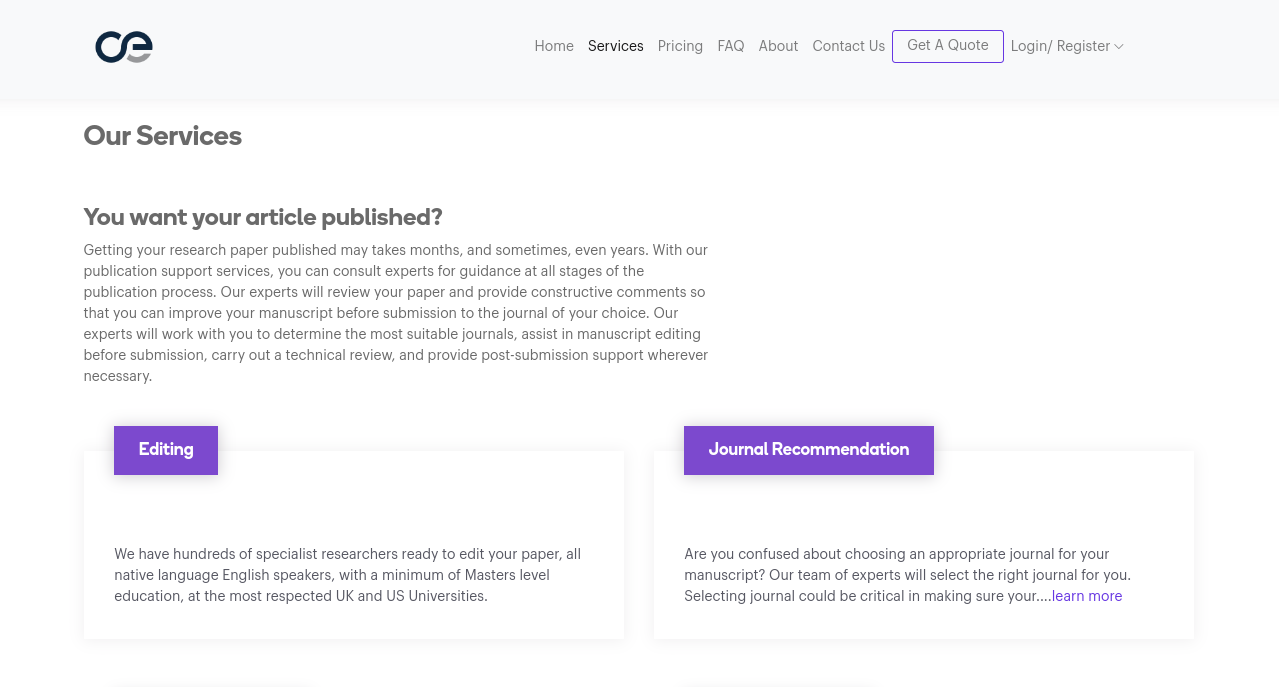 Home Services Pricing FAQ About Contact Us Get A Quote Login/ Register
Our Services
You want your article published?
Getting your research paper published may takes months, and sometimes, even years. With our
publication support services, you can consult experts for guidance at all stages of the
publication process. Our experts will review your paper and provide constructive comments so
that you can improve your manuscript before submission to the journal of your choice. Our
experts will work with you to determine the most suitable journals, assist in manuscript editing
before submission, carry out a technical review, and provide post-submission support wherever
necessary.
Editing
We have hundreds of specialist researchers ready to edit your paper, all
native language English speakers, with a minimum of Masters level
education, at the most respected UK and US Universities.
Journal Recommendation
Are you confused about choosing an appropriate journal for your
manuscript? Our team of experts will select the right journal for you.
Selecting journal could be critical in making sure your....learn more